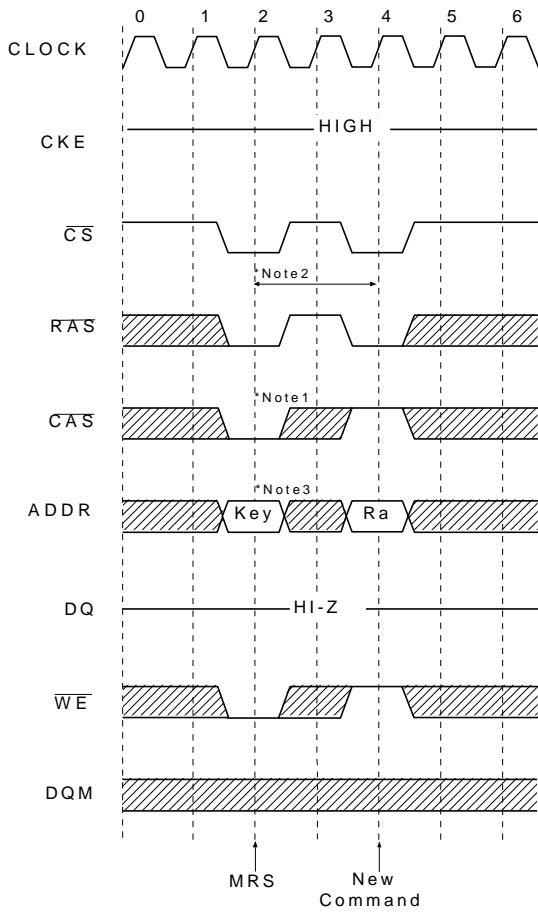 0 1 2 3 4 5 6
CLOCK
HIGH
CKE
CS
*Note2
RAS
*Note1
CAS
*Note3
ADDR Key Ra
DQ HI-Z
WE
DQM
MRS New
Command